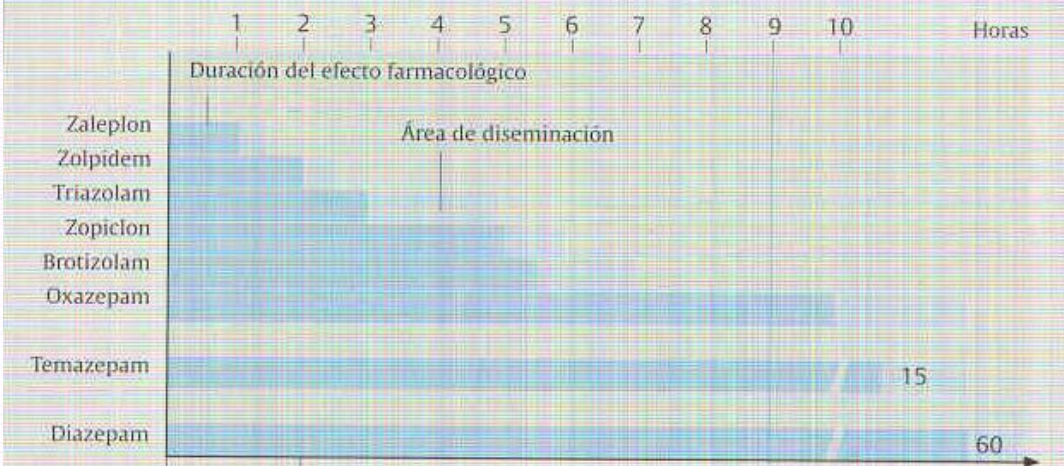 1 2 3 4 5 6 7 8 9 10 Horas
Duración del efecto farmacológico
Zaleplon
Área de diseminación
Zolpidem
Triazolam
Zopiclon
Brotizolam
Oxazepam
Temazepam 15
Diazepam 60